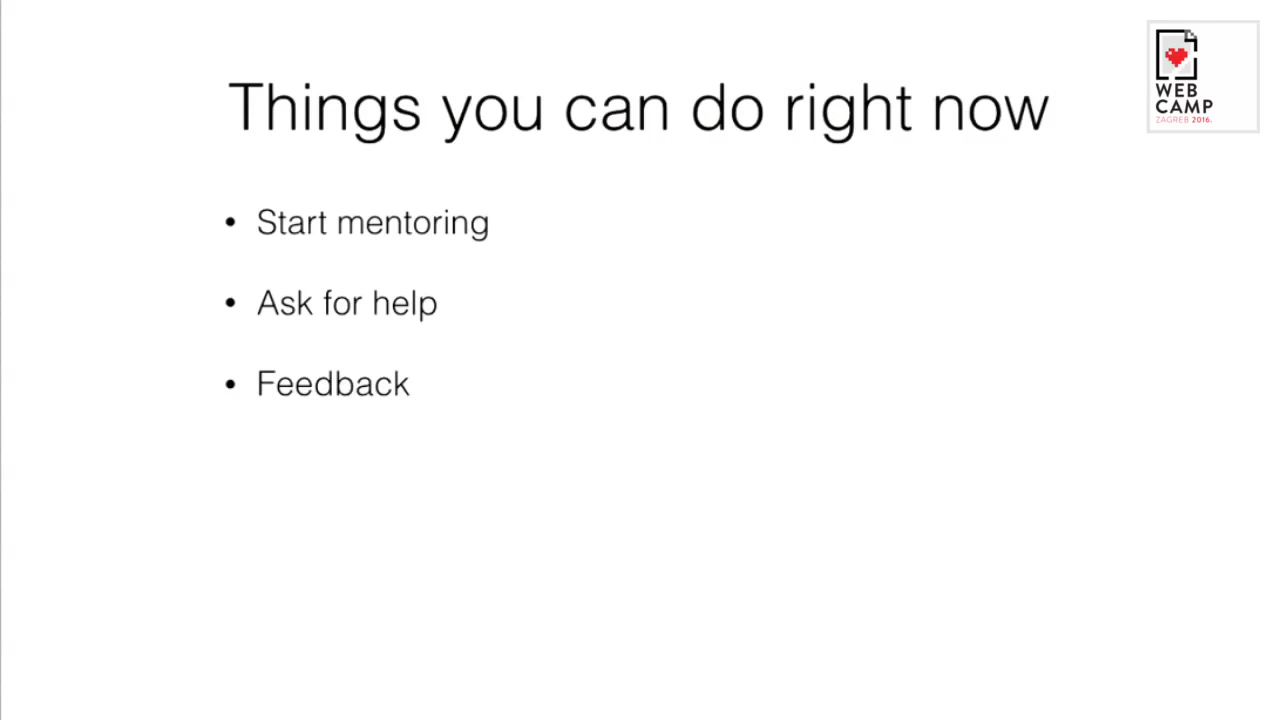 Things you can do right now
• Start mentoring
• Ask for help
• Feedback
WEB
CAMP
ZAGREB 2016.